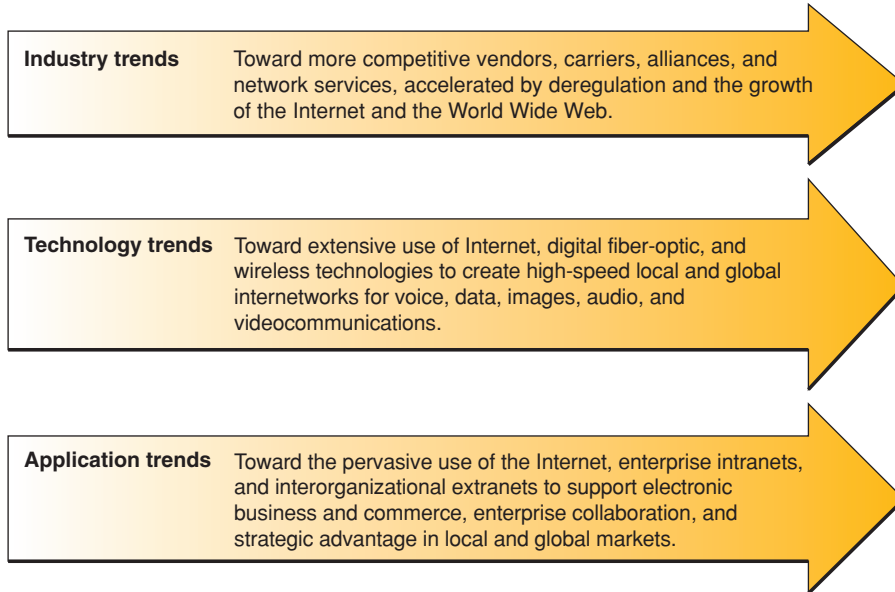 Industry trends Toward more competitive vendors, carriers, alliances, and
network services, accelerated by deregulation and the growth
of the Internet and the World Wide Web.
Technology trends Toward extensive use of Internet, digital fiber-optic, and
wireless technologies to create high-speed local and global
internetworks for voice, data, images, audio, and
videocommunications.
Application trends Toward the pervasive use of the Internet, enterprise intranets,
and interorganizational extranets to support electronic
business and commerce, enterprise collaboration, and
strategic advantage in local and global markets.